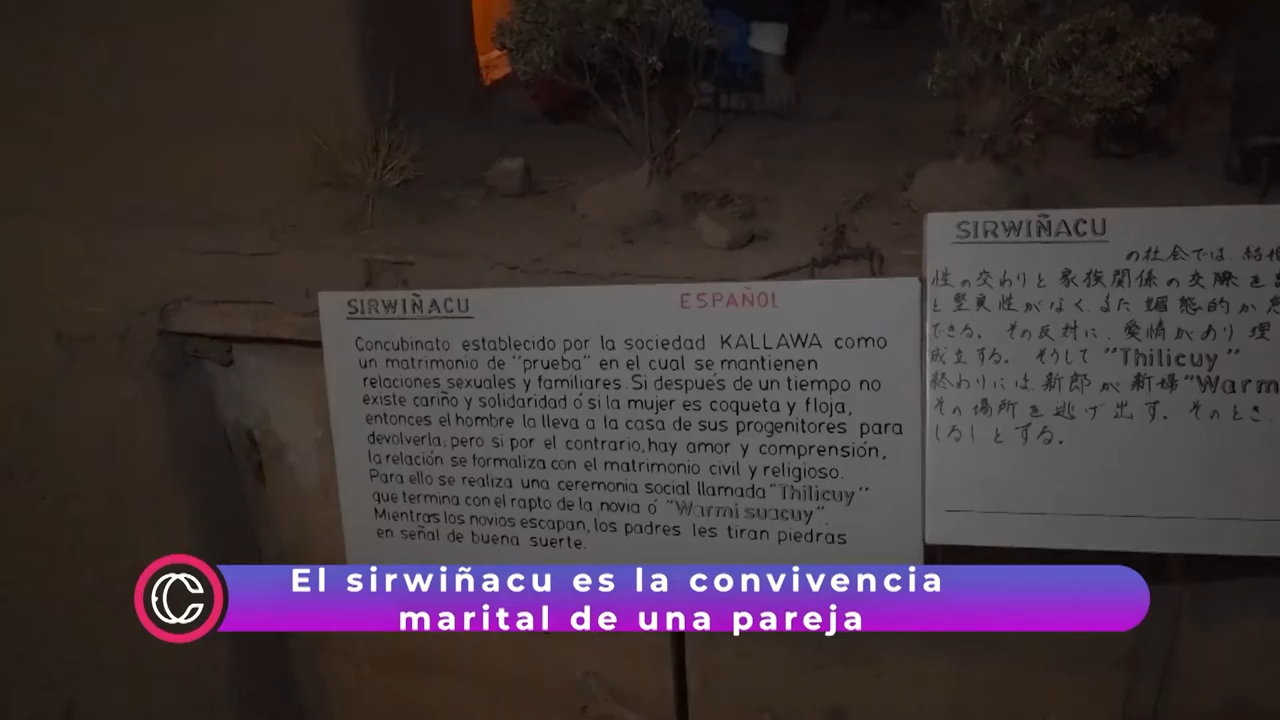 SIRWIÑACU ESPAÑOL
Concubinato establecido por la sociedad KALLAWA como
un matrimonio de "prueba" en el cual se mantienen
relaciones sexuales y familiares. Si después de un tiempo no
existe cariño y solidaridad ó si la mujer es coqueta y floja,
entonces el hombre la lleva a la casa de sus progenitores para
devolverla; pero si por el contrario, hay amor y comprensión,
la relación se formaliza con el matrimonio civil y religioso.
Para ello se realiza una ceremonia social llamada "Thilicuy"
que termina con el rapto de la novia ó "Warmi suacuy".
Mientras los novios escapan, los padres les tiran piedras
en señal de buena suerte.
SIRWIÑACU
の社会では、結婚
性の交わりと家族関係の交際を
と堅実性がなく、また媚態的か怠
できる。その反対に、愛情があり理
成立する。そうして "Thilicuy"
終わりには新郎が新婦 "Warm
その場所を逃げ出す。そのとき
しるしとする。
El sirwiñacu es la convivencia
marital de una pareja